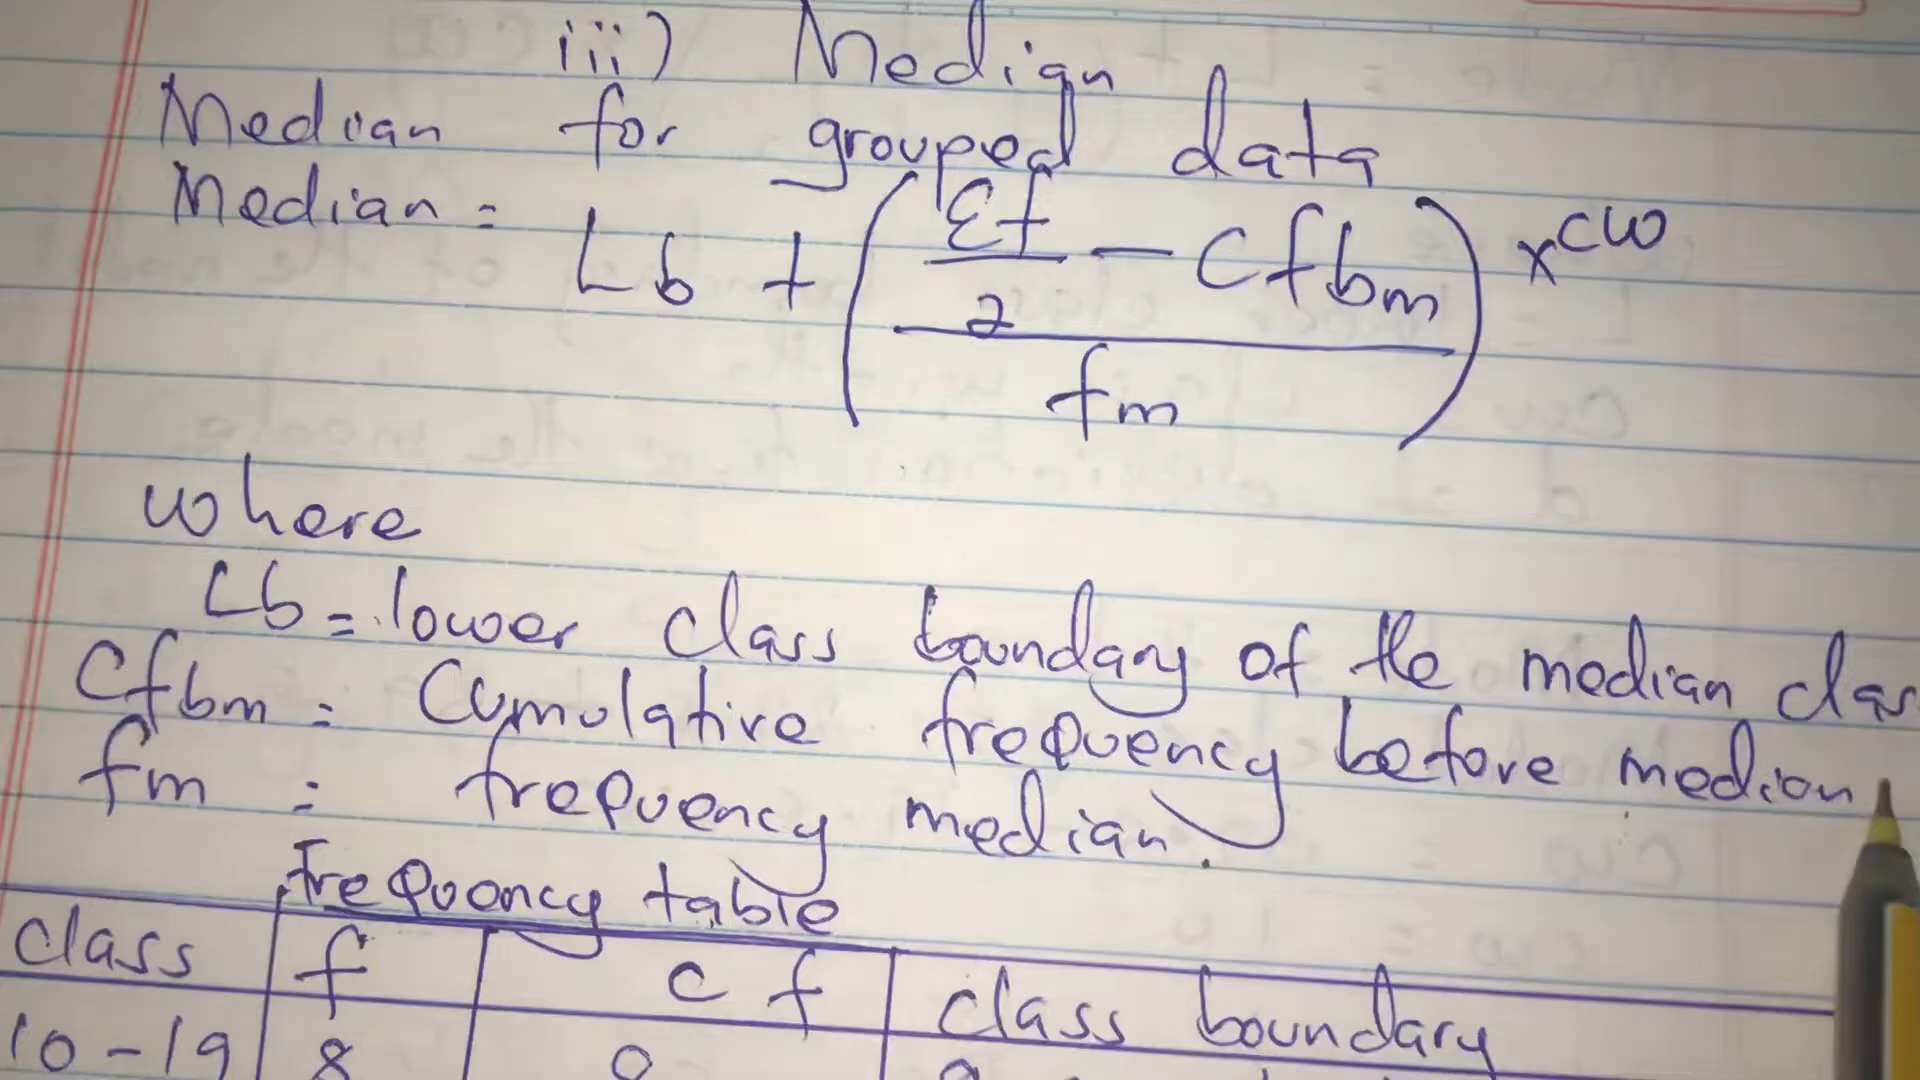 iii) Median
Median for grouped data
Median = Lb + ( Σf/2 - Cfbm / fm ) x cw
where
Lb = lower class boundary of the median clas
Cfbm = Cumulative frequency before median
fm = frequency median.
Frequency table
class f cf class boundary
10-19 8